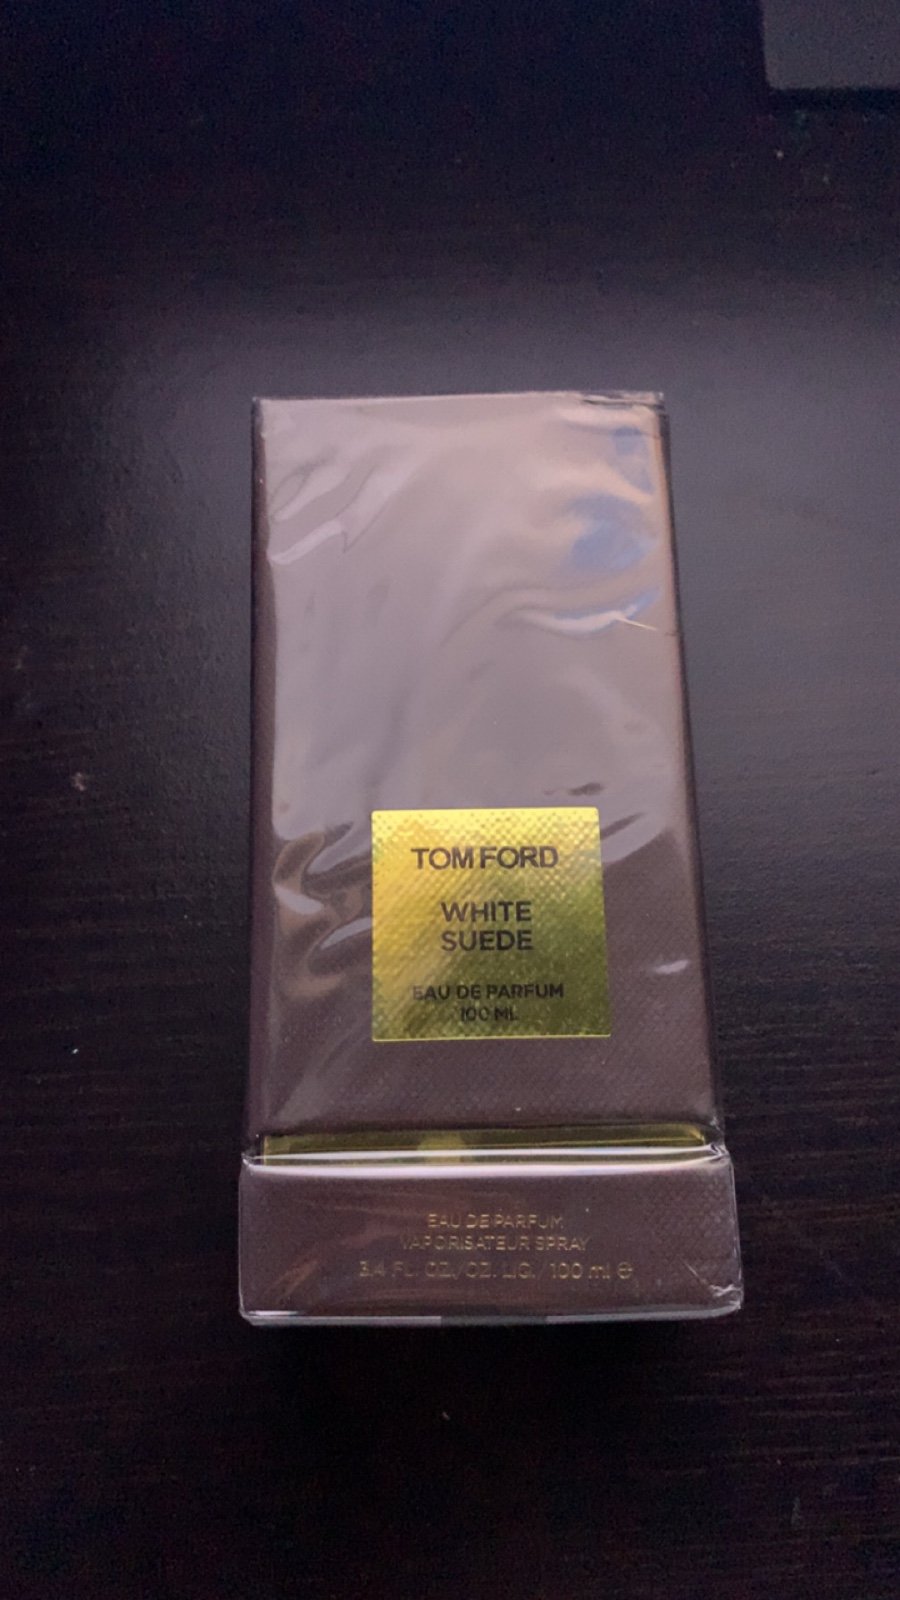 TOM FORD
WHITE
SUEDE
EAU DE PARFUM
100 ML
EAU DE PARFUM
VAPORISATEUR SPRAY
3.4 FL. OZ./OZ. LIQ. / 100 ml ℮